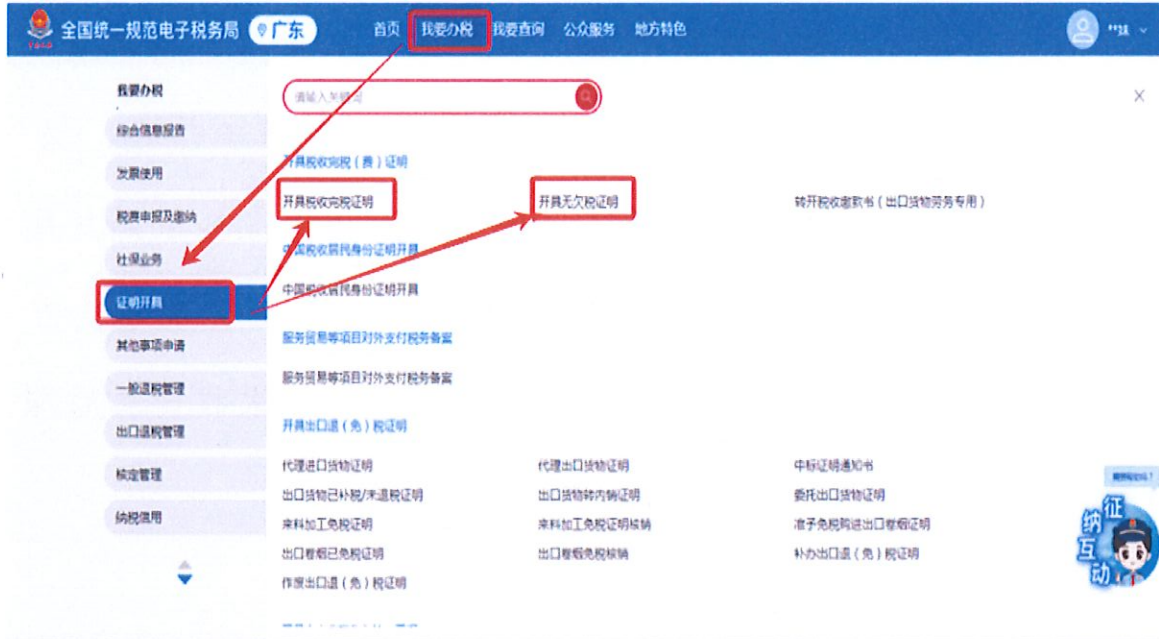 全国统一规范电子税务局 广东 首页 我要办税 我要查询 公众服务 地方特色
我要办税
综合信息报告
发票使用
税费申报及缴纳
社保业务
证明开具
其他事项申请
一般退税管理
出口退税管理
核定管理
纳税信用
请输入关键词
开具税收完税（费）证明
开具税收完税证明 开具无欠税证明 转开税收缴款书（出口货物劳务专用）
中国税收居民身份证明开具
中国税收居民身份证明开具
服务贸易等项目对外支付税务备案
服务贸易等项目对外支付税务备案
开具出口退（免）税证明
代理进口货物证明 代理出口货物证明 中标证明通知书
出口货物已补税/未退税证明 出口货物转内销证明 委托出口货物证明
来料加工免税证明 来料加工免税证明核销 准予免税购进出口卷烟证明
出口卷烟已免税证明 出口卷烟免税核销 补办出口退（免）税证明
作废出口退（免）税证明
征纳互动